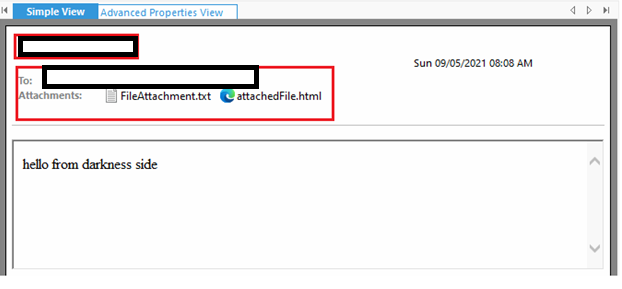 Simple View Advanced Properties View
Sun 09/05/2021 08:08 AM
To:
Attachments: FileAttachment.txt attachedFile.html
hello from darkness side